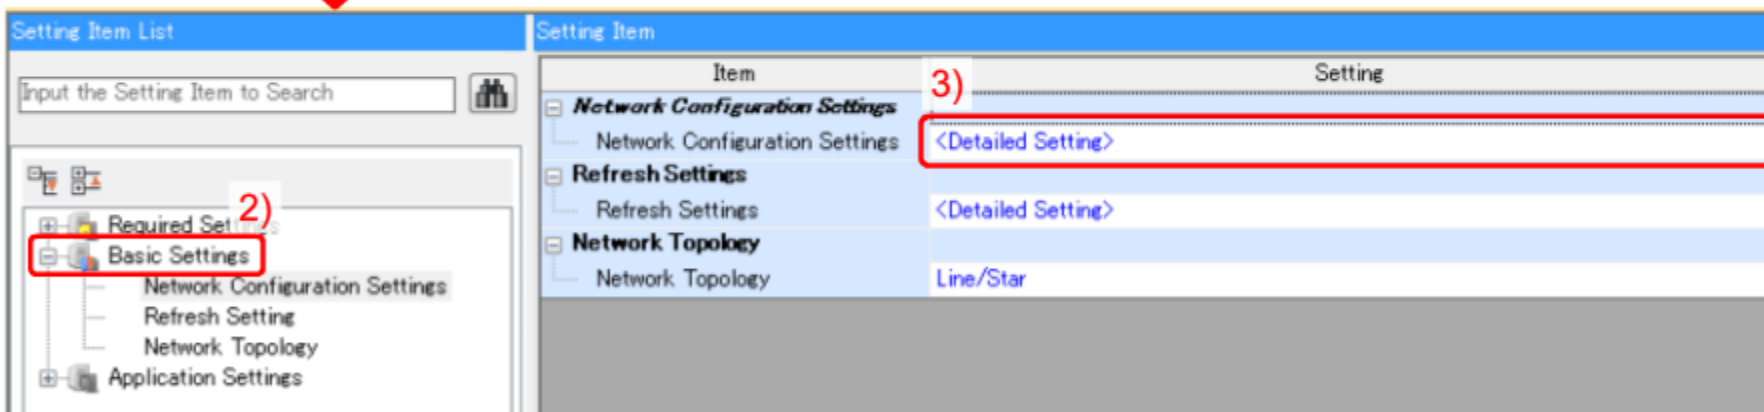 Setting Item List
Input the Setting Item to Search
2)
Required Settings
Basic Settings
Network Configuration Settings
Refresh Setting
Network Topology
Application Settings
Setting Item
Item Setting
3)
Network Configuration Settings
Network Configuration Settings <Detailed Setting>
Refresh Settings
Refresh Settings <Detailed Setting>
Network Topology
Network Topology Line/Star